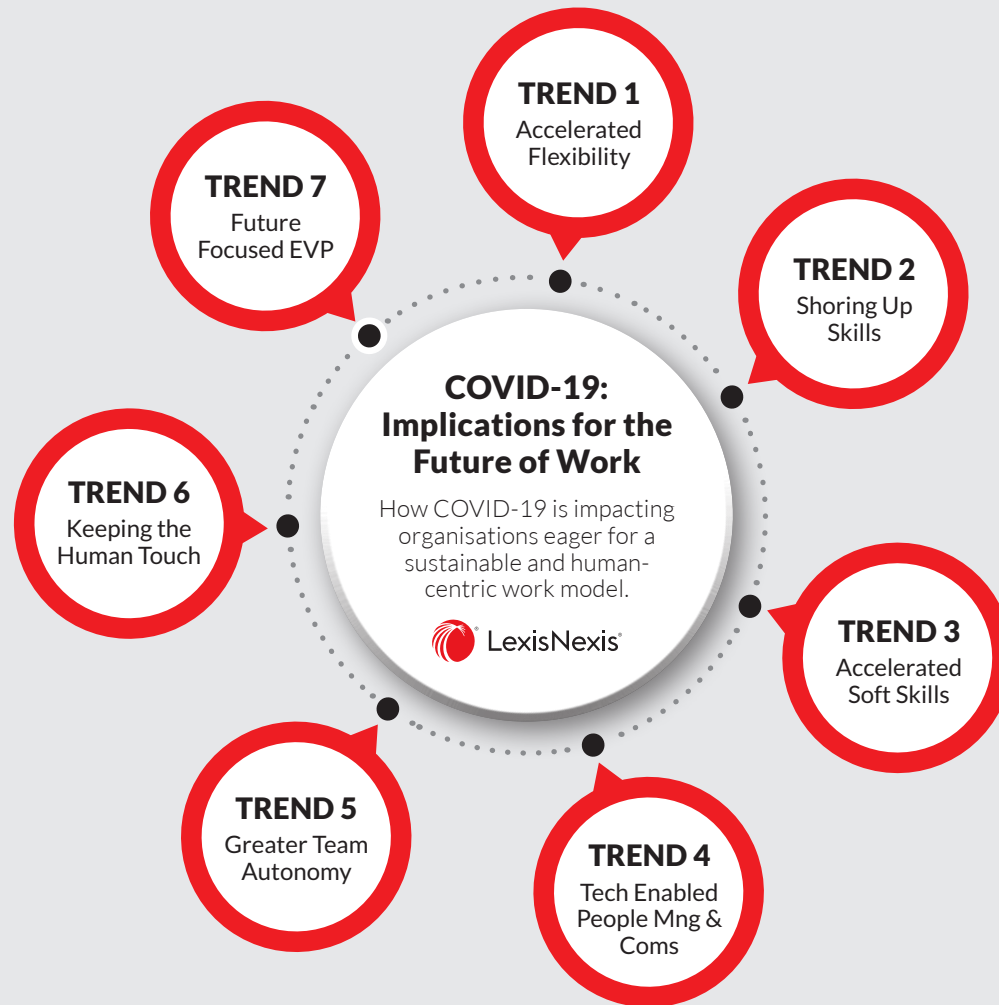 COVID-19:
Implications for the
Future of Work
How COVID-19 is impacting
organisations eager for a
sustainable and human-
centric work model.
LexisNexis®
TREND 1
Accelerated
Flexibility
TREND 2
Shoring Up
Skills
TREND 3
Accelerated
Soft Skills
TREND 4
Tech Enabled
People Mng &
Coms
TREND 5
Greater Team
Autonomy
TREND 6
Keeping the
Human Touch
TREND 7
Future
Focused EVP